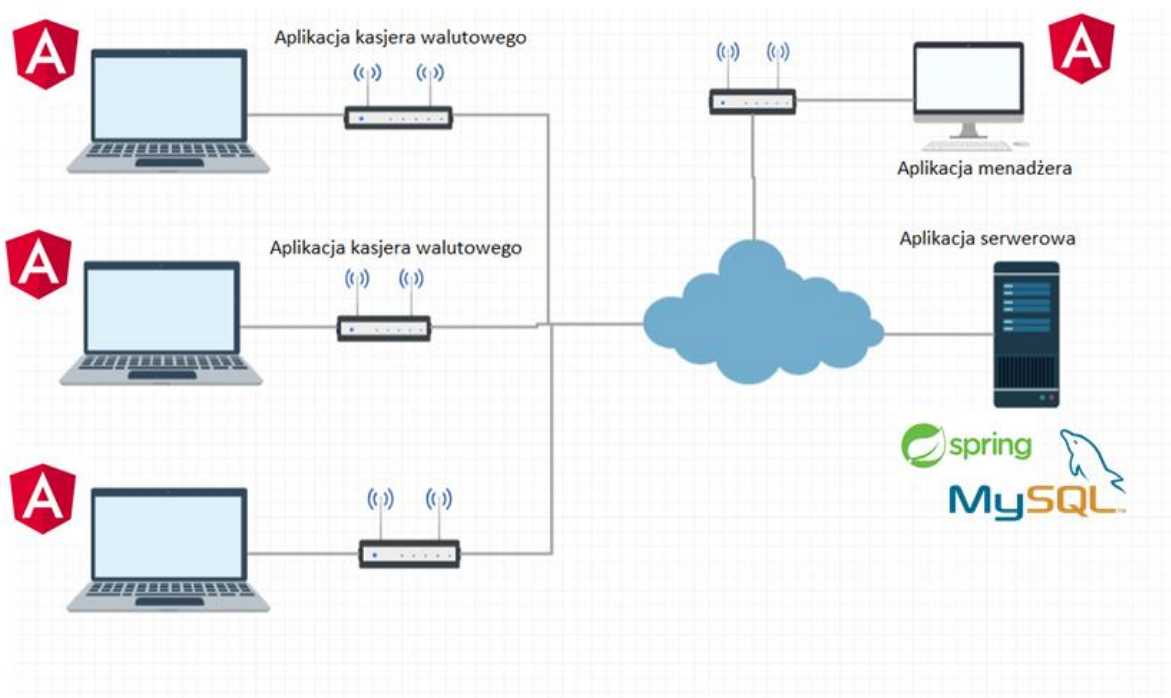 Aplikacja kasjera walutowego
Aplikacja menadżera
Aplikacja kasjera walutowego
Aplikacja serwerowa
spring
MySQL